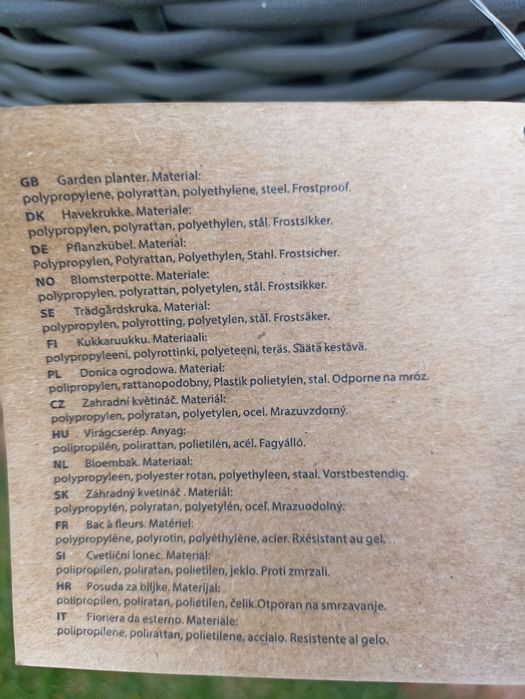 GB Garden planter. Material:
polypropylene, polyrattan, polyethylene, steel. Frostproof.
DK Havekrukke. Materiale:
polypropylen, polyrattan, polyethylen, stål. Frostsikker.
DE Pflanzkübel. Material:
Polypropylen, Polyrattan, Polyethylen, Stahl. Frostsicher.
NO Blomsterpotte. Materiale:
polypropylen, polyrattan, polyetylen, stål. Frostsikker.
SE Trädgårdskruka. Material:
polypropylen, polyrotting, polyetylen, stål. Frostsäker.
FI Kukkaruukku. Materiaali:
polypropyleeni, polyrottinki, polyeteeni, teräs. Säätä kestävä.
PL Donica ogrodowa. Material:
polipropylen, rattanopodobny, Plastik polietylen, stal. Odporne na mróz.
CZ Zahradní květináč. Materiál:
polypropylen, polyratan, polyetylen, ocel. Mrazuvzdorný.
HU Virágcserép. Anyag:
polipropilén, polirattan, polietilén, acél. Fagyálló.
NL Bloembak. Materiaal:
polypropyleen, polyester rotan, polyethyleen, staal. Vorstbestendig.
SK Záhradný kvetináč . Materiál:
polypropylén, polyratan, polyetylén, oceľ. Mrazuodolný.
FR Bac à fleurs. Matériel:
polypropylène, polyrotin, polyéthylène, acier. Rxésistant au gel.
SI Cvetlični lonec. Material:
polipropilen, poliratan, polietilen, jeklo. Proti zmrzali.
HR Posuda za biljke. Materijal:
polipropilen, poliratan, polietilen, čelik.Otporan na smrzavanje.
IT Fioriera da esterno. Materiale:
polipropilene, polirattan, polietilene, acciaio. Resistente al gelo.